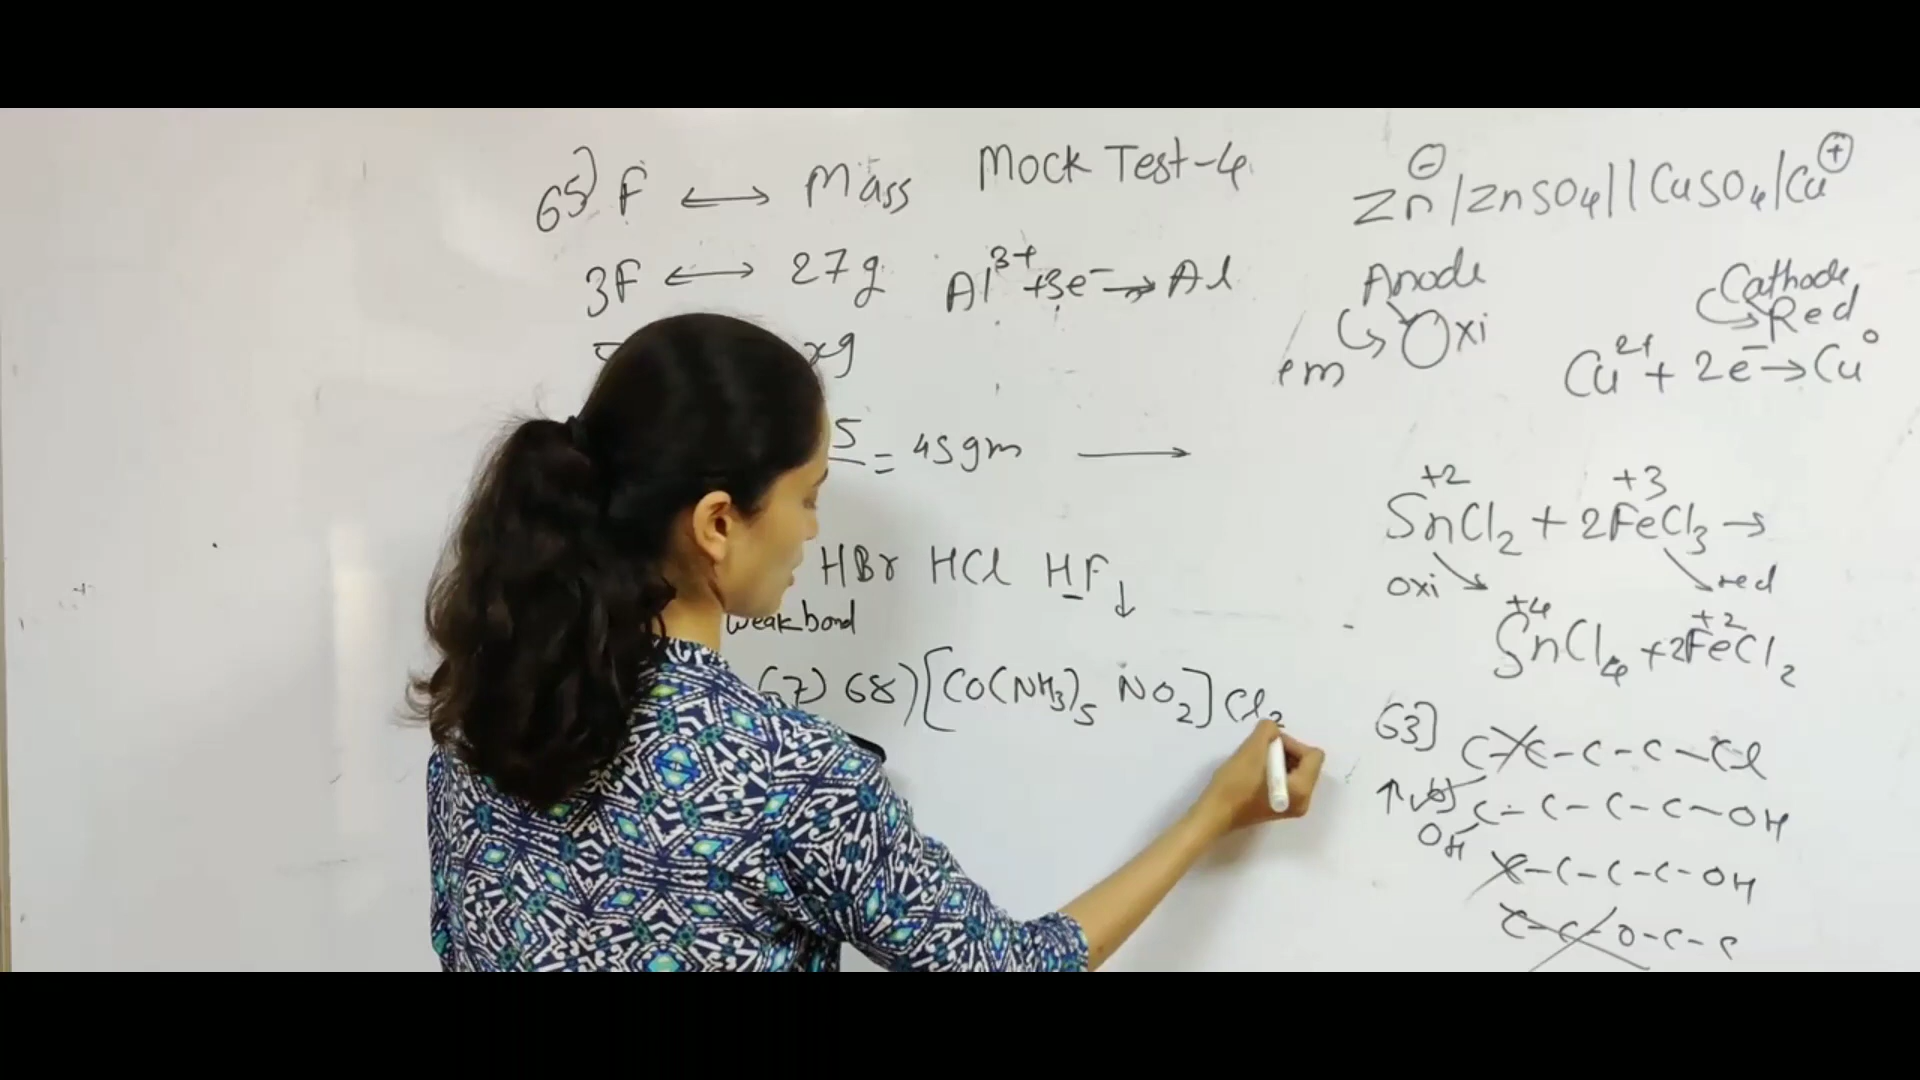 Mock Test-4
65) F ⟷ Mass
3F ⟷ 27g Al³⁺ + 3e⁻ → Al
xg
5 = 45gm →
HBr HCl HF ↓
weak bond
67) 68) [Co(NH₃)₅ NO₂] Cl₂
⊖ ⊕
Zn/ZnSO₄||CuSO₄/Cu
Anode Cathode
Oxi Red
Cu²⁺ + 2e⁻ → Cu⁰
+2 +3
SnCl₂ + 2FeCl₃ →
oxi red
+4 +2
SnCl₄ + 2FeCl₂
63] C-C-C-C-Cl
C-C-C-C-OH
OH
C-C-C-C-OH
C-C-O-C-C